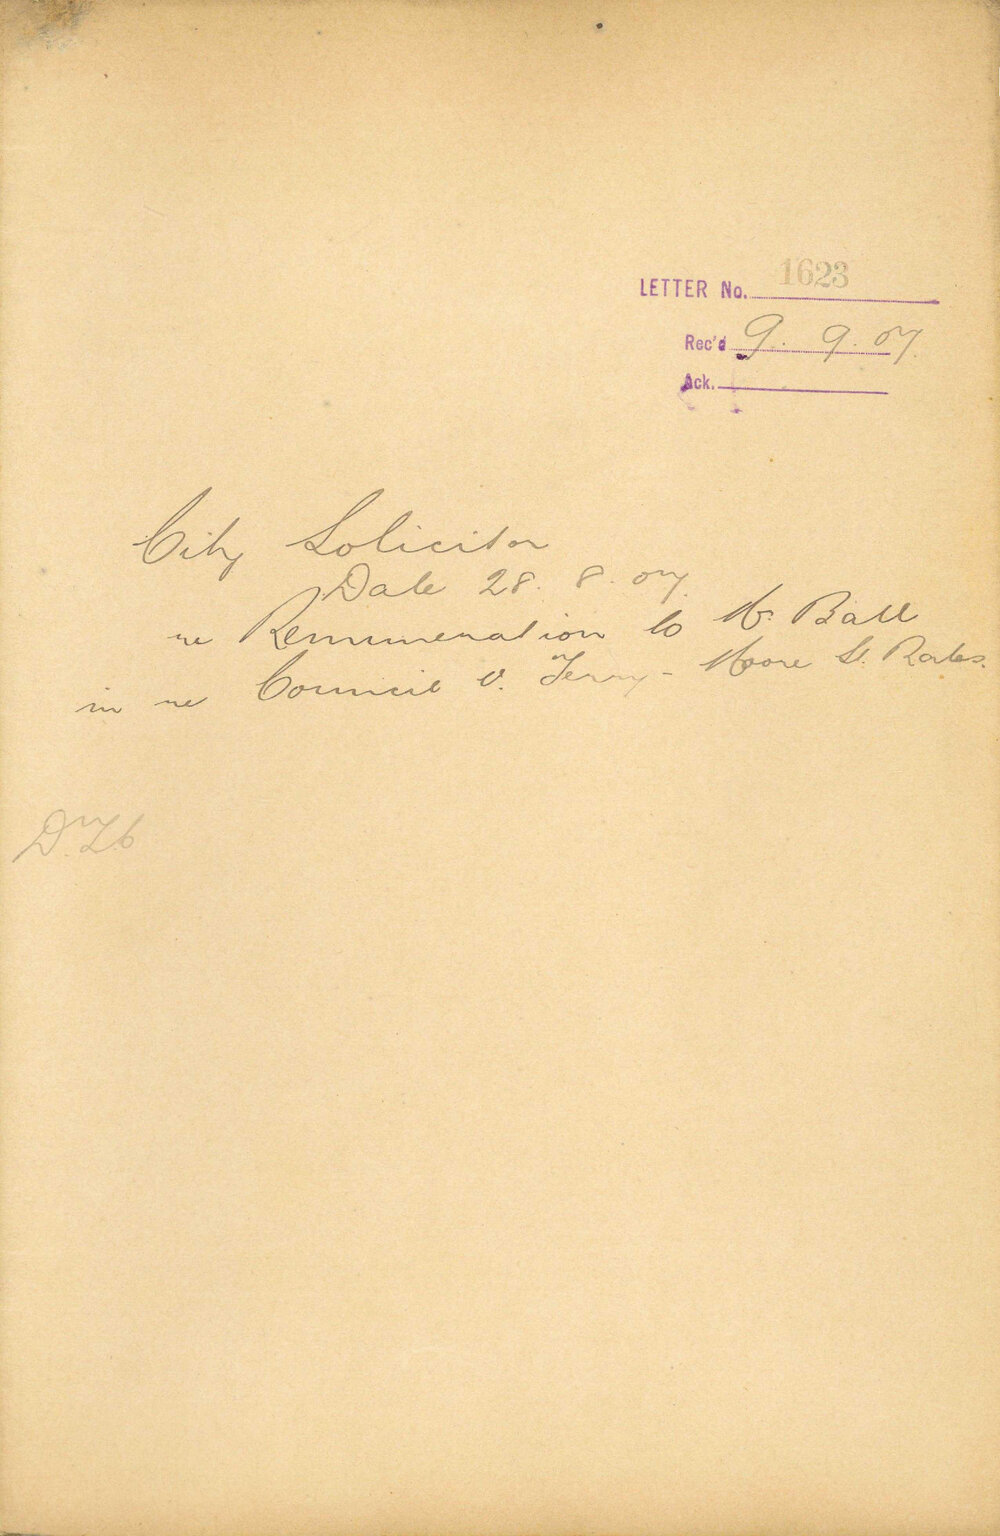 LETTER No. 1623
Rec'd 9. 9. 07.
Ack.
City Solicitor
Date 28. 8. 07.
re Remuneration to Mr Ball
in re Council v. Terry - Moore St. Rates.